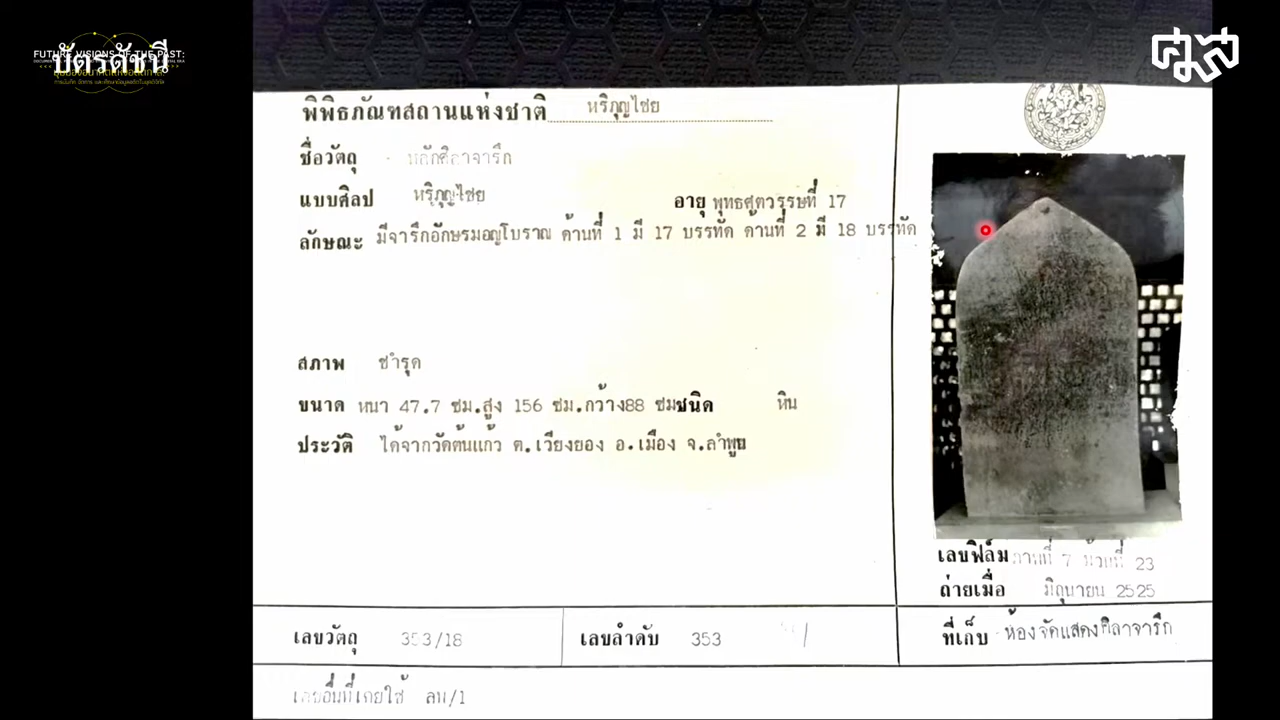 FUTURE VISIONS OF THE PAST:
บัตรดัชนี
ศมส
พิพิธภัณฑสถานแห่งชาติ หริภุญไชย
ชื่อวัตถุ หลักศิลาจารึก
แบบศิลป หริภุญไชย อายุ พุทธศตวรรษที่ 17
ลักษณะ มีจารึกอักษรมอญโบราณ ด้านที่ 1 มี 17 บรรทัด ด้านที่ 2 มี 18 บรรทัด
สภาพ ชำรุด
ขนาด หนา 47.7 ซม.สูง 156 ซม.กว้าง88 ซม ชนิด หิน
ประวัติ ได้จากวัดต้นแก้ว ต.เวียงยอง อ.เมือง จ.ลำพูน
เลขฟิล์ม ภาพที่ 7 ม้วนที่ 23
ถ่ายเมื่อ มิถุนายน 2525
เลขวัตถุ 353/18 เลขลำดับ 353 ที่เก็บ ห้องจัดแสดงศิลาจารึก
เลขอื่นที่เคยใช้ ลพ/1